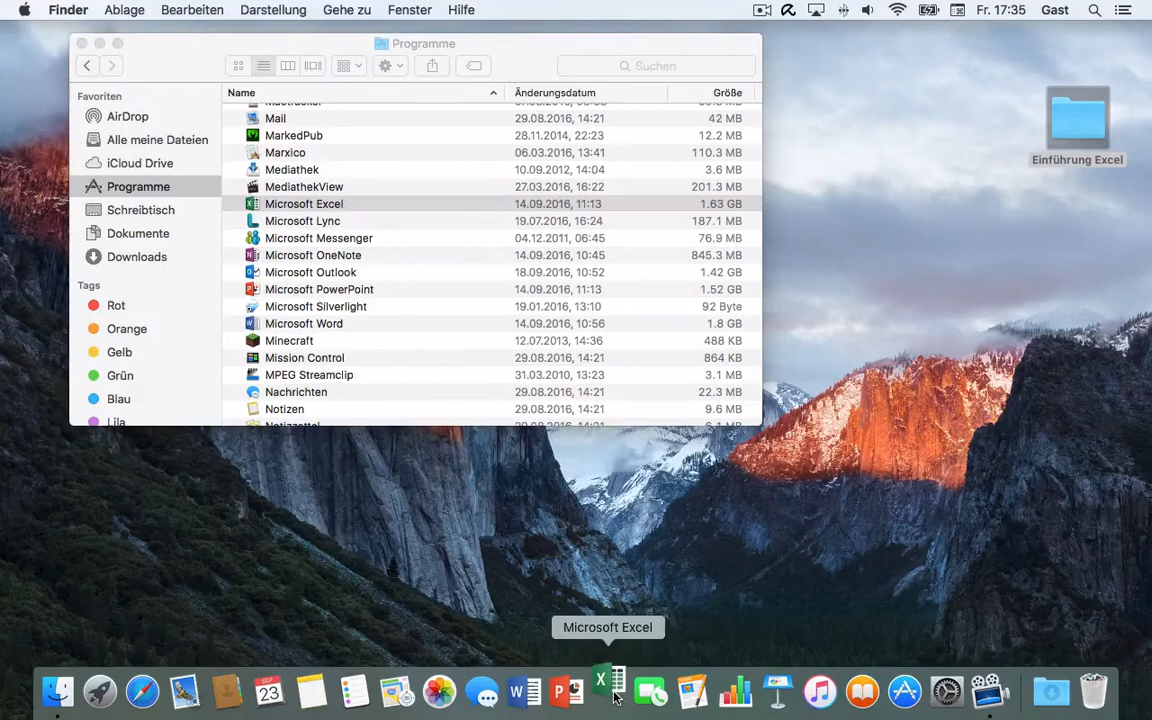 Finder Ablage Bearbeiten Darstellung Gehe zu Fenster Hilfe Fr. 17:35 Gast
Programme
Suchen
Favoriten
AirDrop
Alle meine Dateien
iCloud Drive
Programme
Schreibtisch
Dokumente
Downloads
Tags
Rot
Orange
Gelb
Grün
Blau
Lila
Name Änderungsdatum Größe
Mail 29.08.2016, 14:21 42 MB
MarkedPub 28.11.2014, 22:23 12.2 MB
Marxico 06.03.2016, 13:41 110.3 MB
Mediathek 10.09.2012, 14:04 3.6 MB
MediathekView 27.03.2016, 16:22 201.3 MB
Microsoft Excel 14.09.2016, 11:13 1.63 GB
Microsoft Lync 19.07.2016, 16:24 187.1 MB
Microsoft Messenger 04.12.2011, 06:45 76.9 MB
Microsoft OneNote 14.09.2016, 10:45 845.3 MB
Microsoft Outlook 18.09.2016, 10:52 1.42 GB
Microsoft PowerPoint 14.09.2016, 11:13 1.52 GB
Microsoft Silverlight 19.01.2016, 13:10 92 Byte
Microsoft Word 14.09.2016, 10:56 1.8 GB
Minecraft 12.07.2013, 14:36 488 KB
Mission Control 29.08.2016, 14:21 864 KB
MPEG Streamclip 31.03.2010, 13:23 3.1 MB
Nachrichten 29.08.2016, 14:21 22.3 MB
Notizen 29.08.2016, 14:21 9.6 MB
Einführung Excel
Microsoft Excel
SEP
23
W
P
X